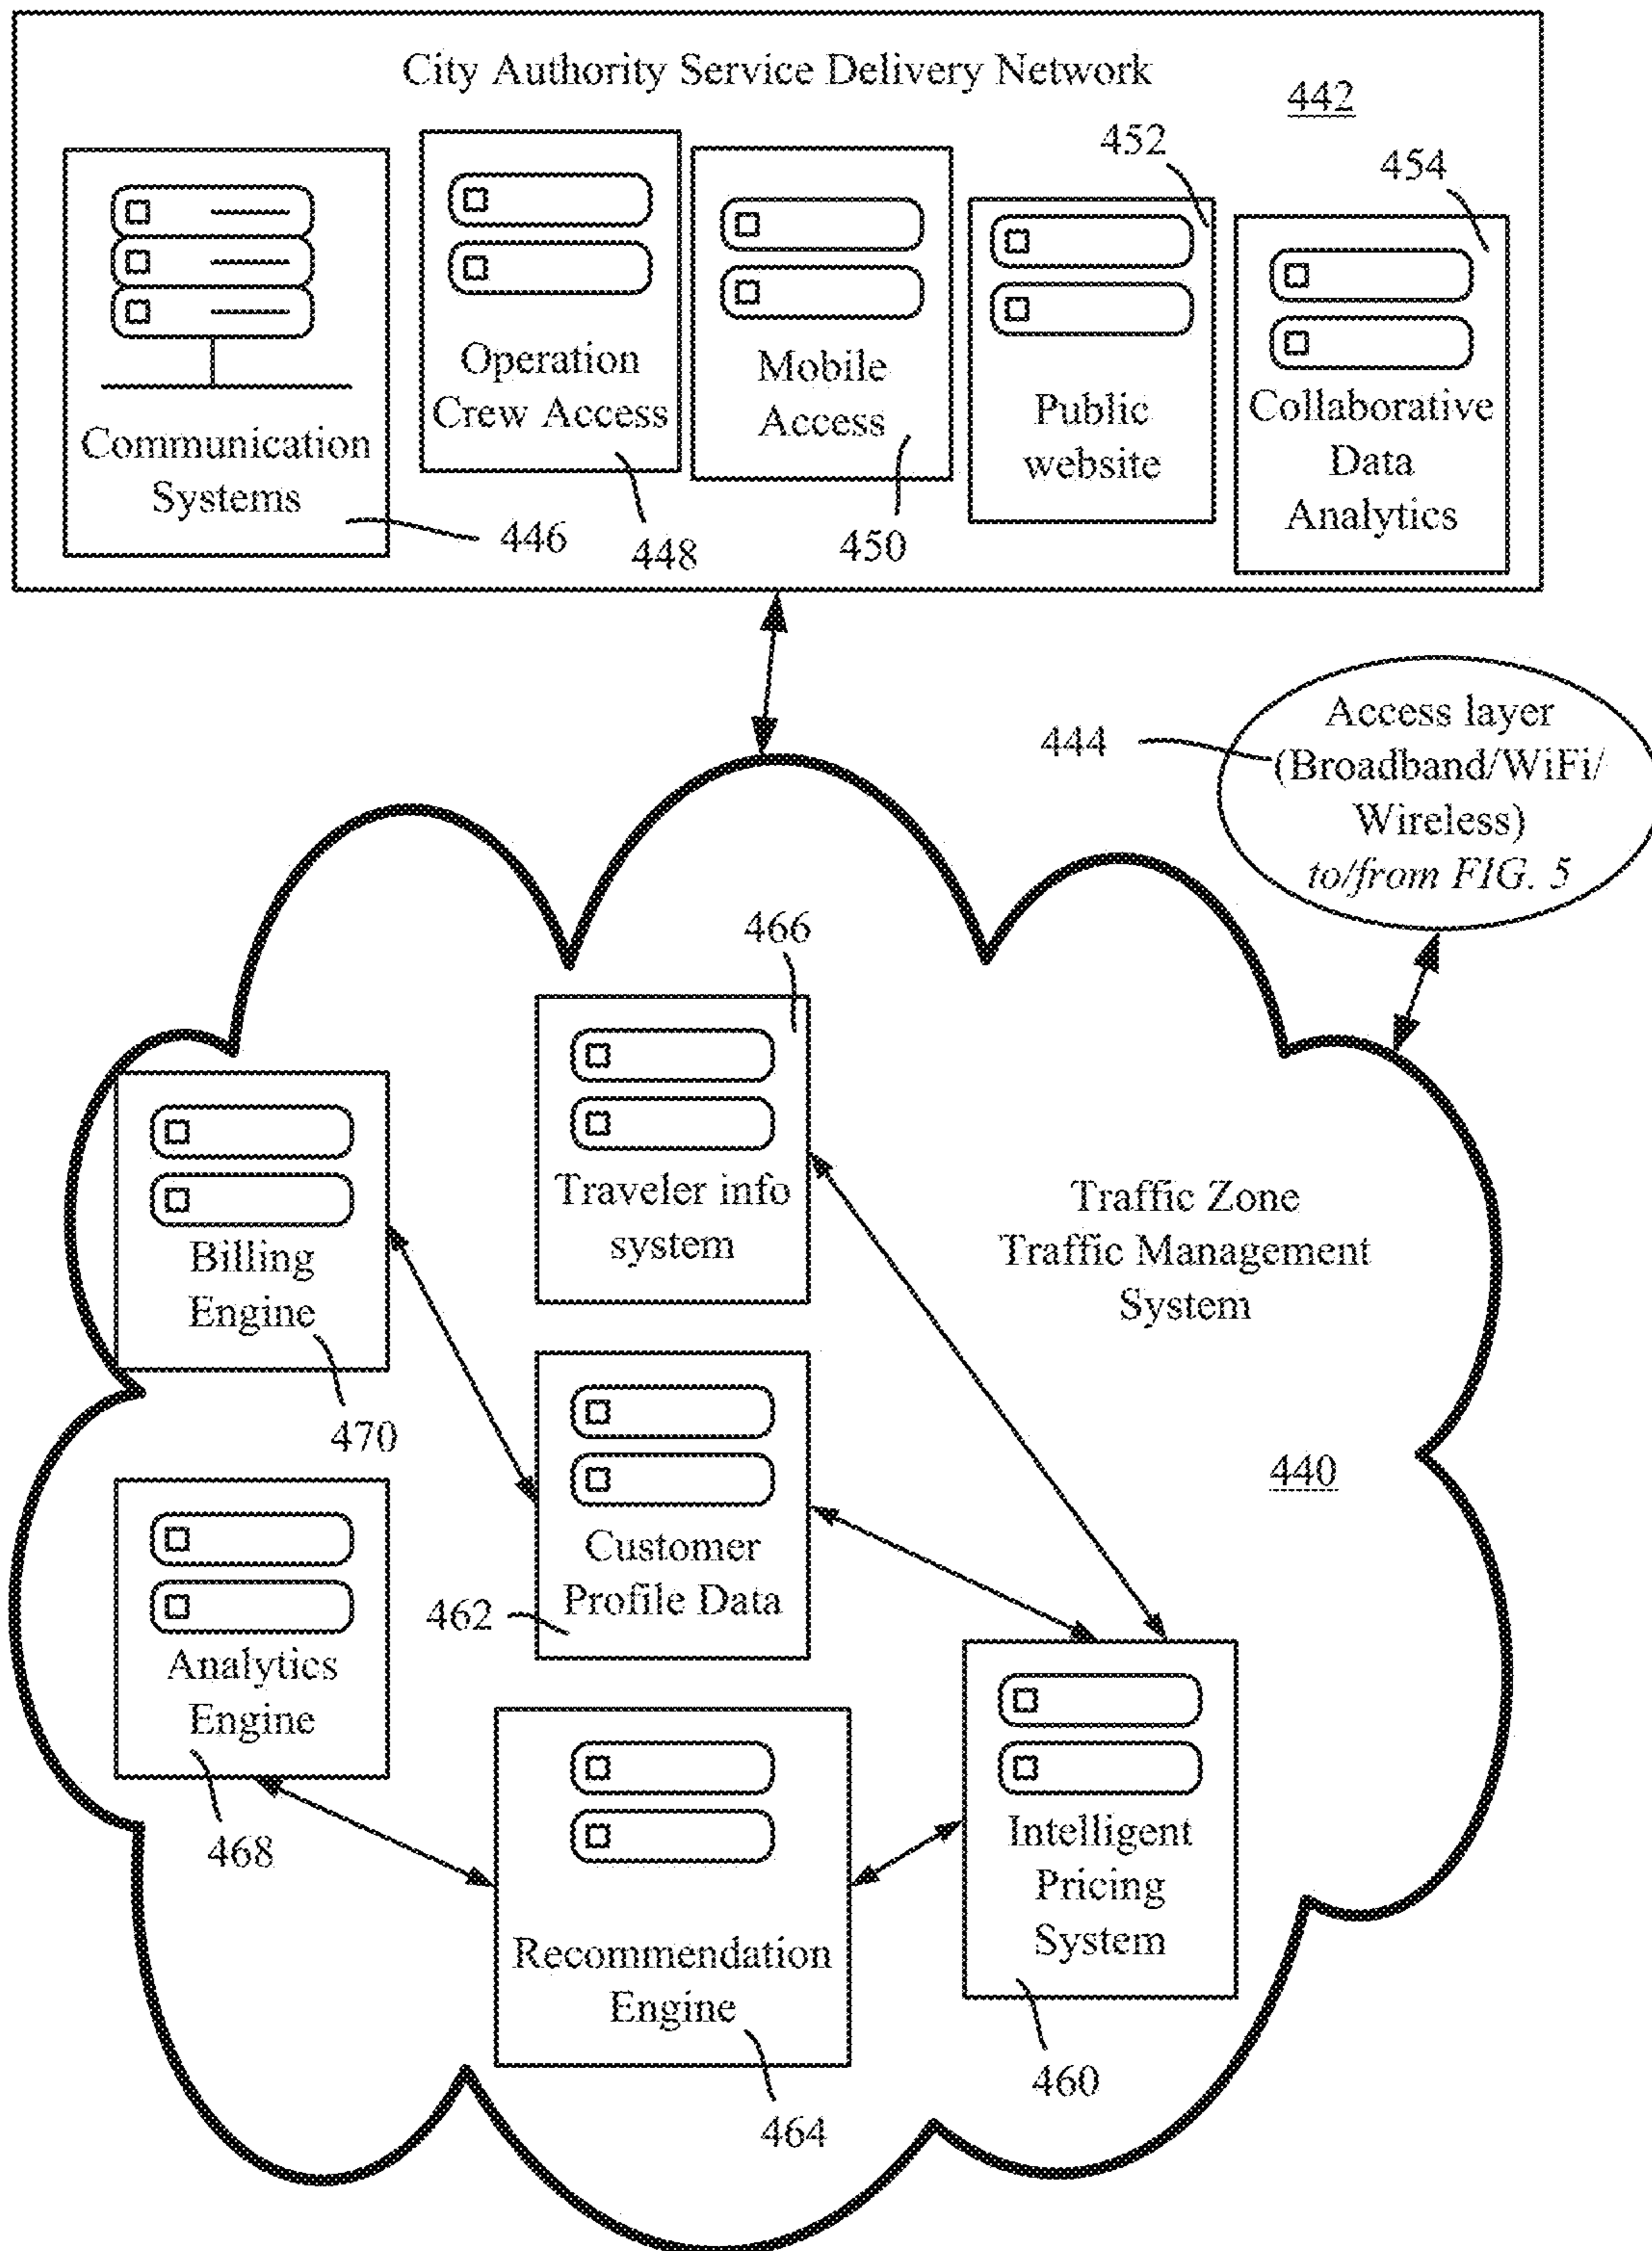 City Authority Service Delivery Network
442
452
454
Communication
Systems
446
Operation
Crew Access
448
Mobile
Access
450
Public
website
Collaborative
Data
Analytics
444
Access layer
(Broadband/WiFi/
Wireless)
to/from FIG. 5
466
Traveler info
system
Traffic Zone
Traffic Management
System
440
Billing
Engine
470
Customer
Profile Data
462
Analytics
Engine
468
Recommendation
Engine
464
Intelligent
Pricing
System
460